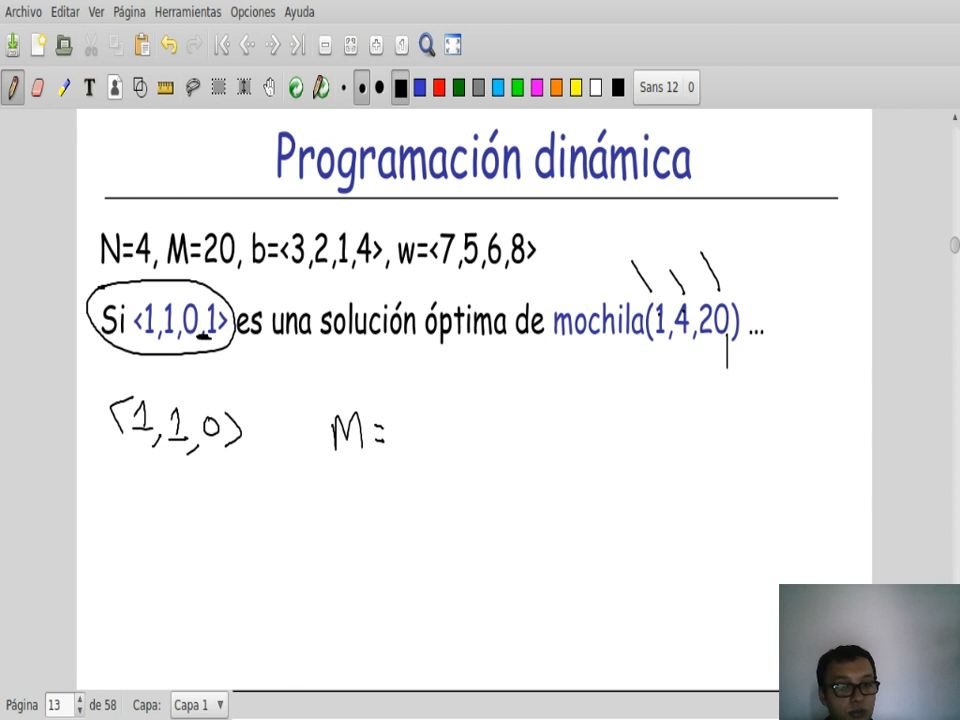 Archivo Editar Ver Página Herramientas Opciones Ayuda
T Sans 12 0
Programación dinámica
N=4, M=20, b=<3,2,1,4>, w=<7,5,6,8>
Si <1,1,0,1> es una solución óptima de mochila(1,4,20) ...
<1,1,0> M=
Página 13 de 58 Capa: Capa 1